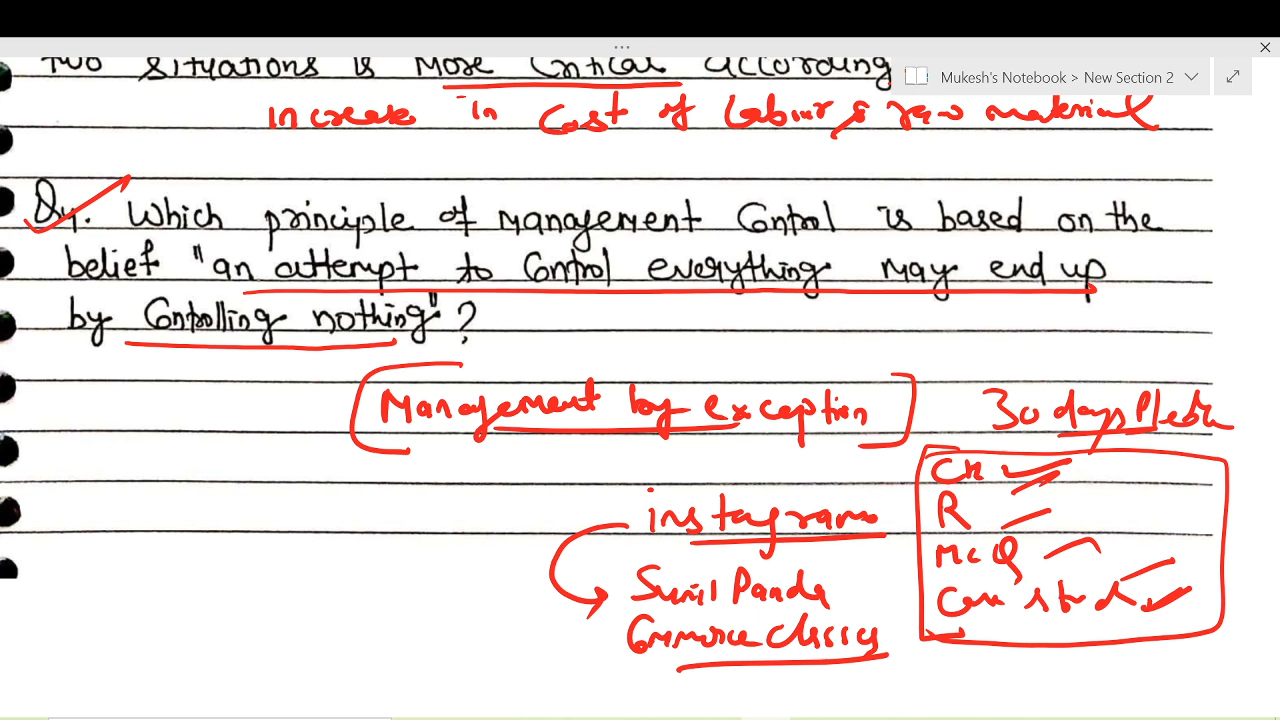 Two situations is more critical according
Mukesh's Notebook > New Section 2
increase in cost of labour & raw material
Q4. Which principle of management Control is based on the
belief "an attempt to Control everything may end up
by Controlling nothing"?
Management by exception
30 days
Ch
R
MCQ
instagram
Sunil Panda
Commerce classes